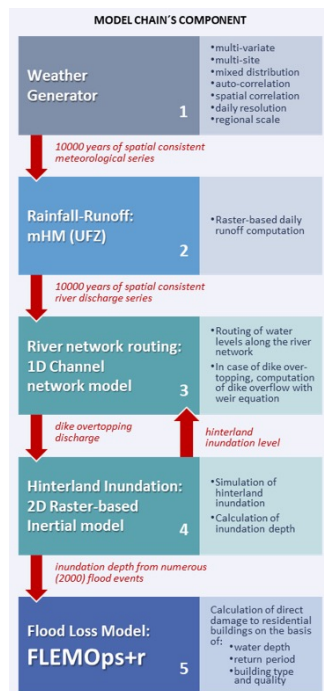 MODEL CHAIN´S COMPONENT
Weather
Generator
1
•multi-variate
•multi-site
•mixed distribution
•auto-correlation
•spatial correlation
•daily resolution
•regional scale
10000 years of spatial consistent
meteorological series
Rainfall-Runoff:
mHM (UFZ)
2
•Raster-based daily
runoff computation
10000 years of spatial consistent
river discharge series
River network routing:
1D Channel
network model
3
•Routing of water
levels along the river
network
•In case of dike over-
topping, computation
of dike overflow with
weir equation
dike overtopping
discharge
hinterland
inundation level
Hinterland Inundation:
2D Raster-based
Inertial model
4
•Simulation of
hinterland
inundation
•Calculation of
inundation depth
inundation depth from numerous
(2000) flood events
Flood Loss Model:
FLEMOps+r
5
Calculation of direct
damage to residential
buildings on the basis
of:
•water depth
•return period
•building type
and quality